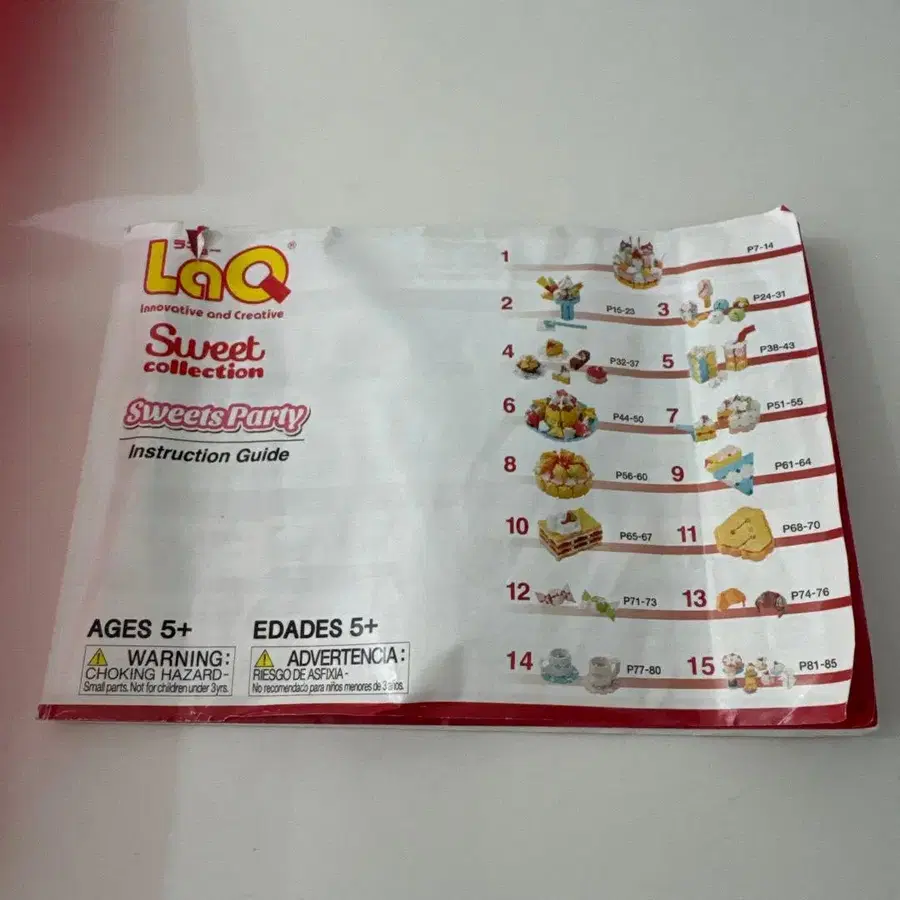 LaQ®
Innovative and Creative
Sweet
collection
Sweets Party
Instruction Guide
AGES 5+
WARNING:
CHOKING HAZARD-
Small parts. Not for children under 3yrs.
EDADES 5+
ADVERTENCIA:
RIESGO DE ASFIXIA -
No recomendado para niños menores de 3 años.
1 P7-14
2 P15-23 3 P24-31
4 P32-37 5 P38-43
6 P44-50 7 P51-55
8 P56-60 9 P61-64
10 P65-67 11 P68-70
12 P71-73 13 P74-76
14 P77-80 15 P81-85